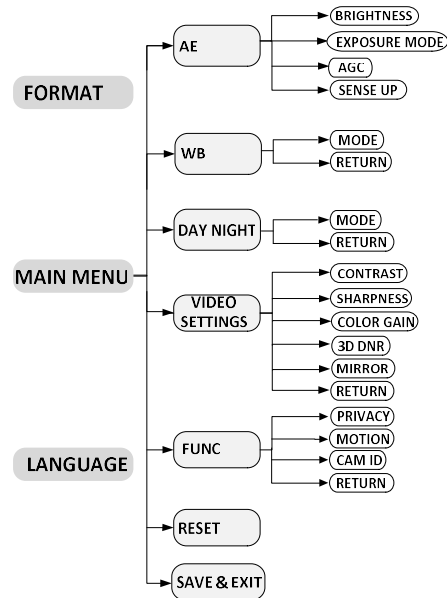 FORMAT
MAIN MENU
LANGUAGE
AE
BRIGHTNESS
EXPOSURE MODE
AGC
SENSE UP
WB
MODE
RETURN
DAY NIGHT
MODE
RETURN
VIDEO
SETTINGS
CONTRAST
SHARPNESS
COLOR GAIN
3D DNR
MIRROR
RETURN
FUNC
PRIVACY
MOTION
CAM ID
RETURN
RESET
SAVE & EXIT